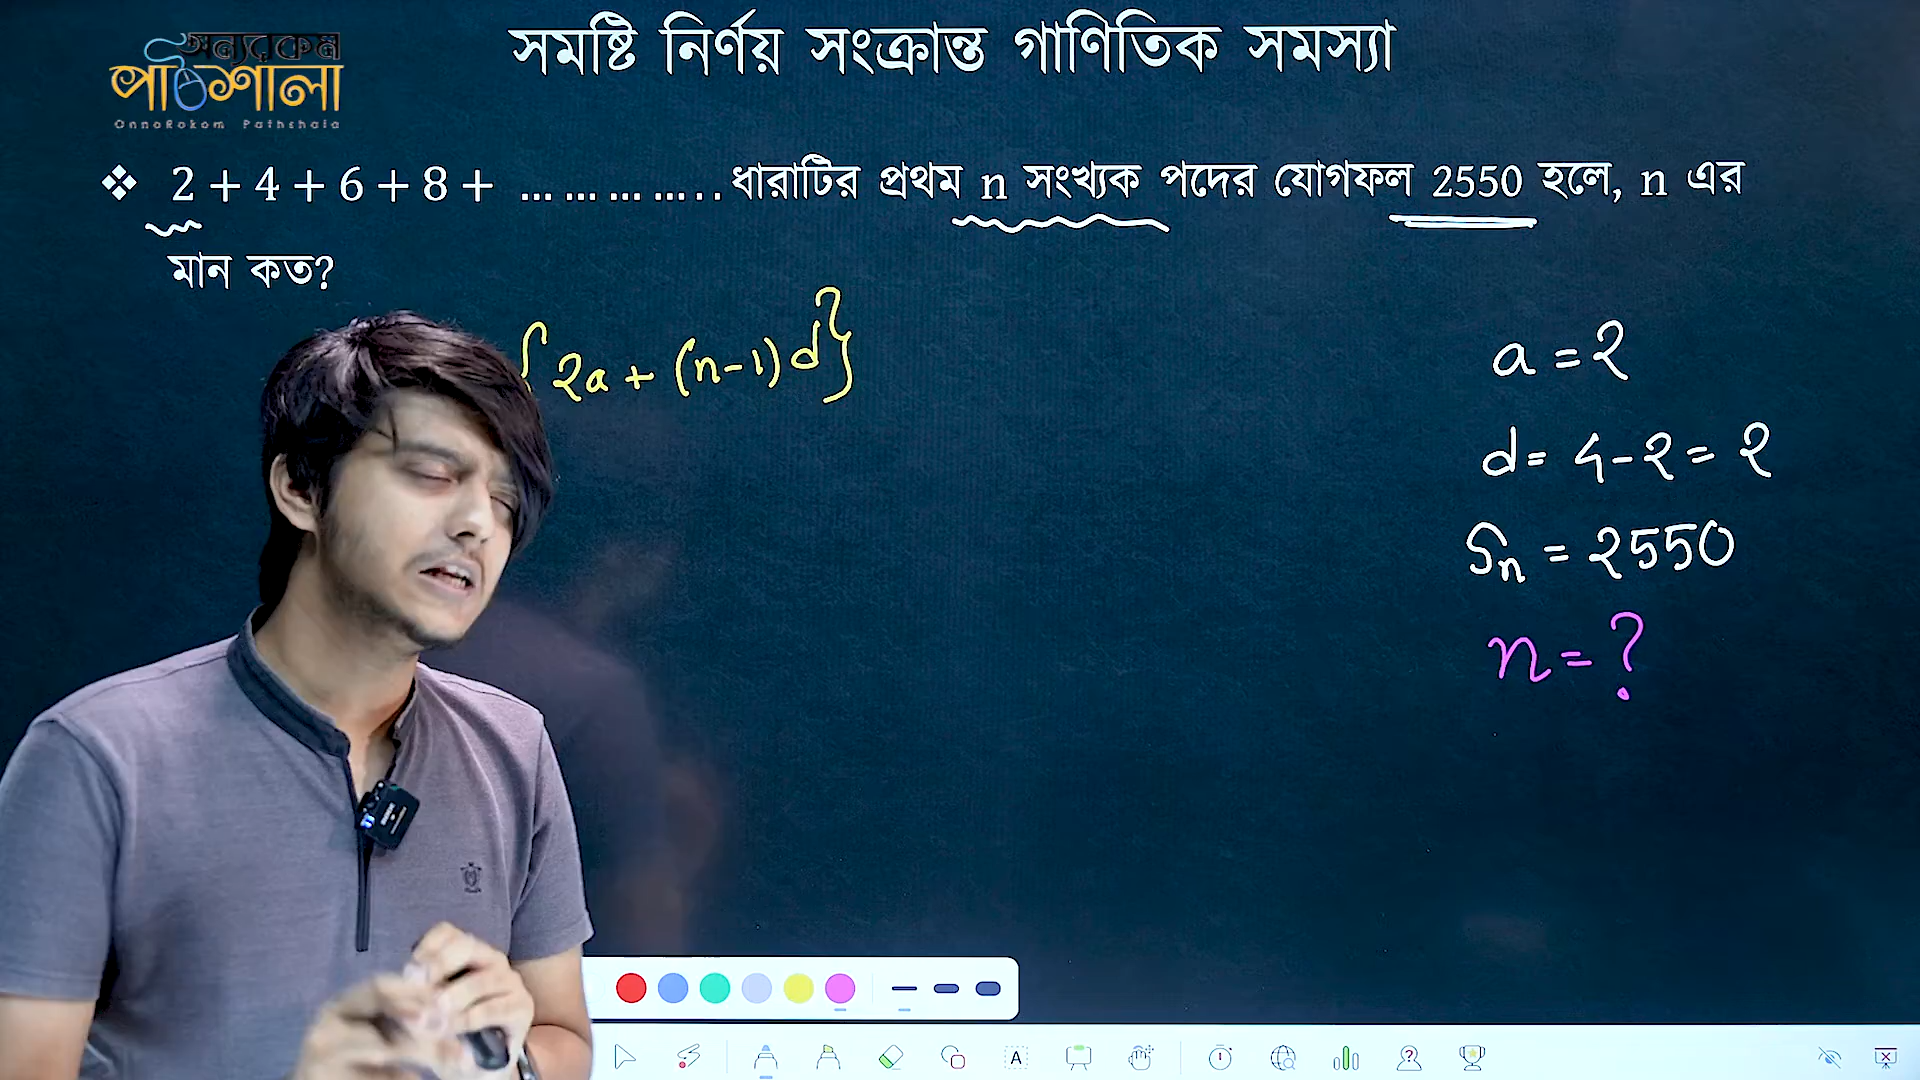 সমষ্টি নির্ণয় সংক্রান্ত গাণিতিক সমস্যা
অন্যরকম
পাঠশালা
OnnoRokom Pathshala
❖ 2 + 4 + 6 + 8 + … … … ….. ধারাটির প্রথম n সংখ্যক পদের যোগফল 2550 হলে, n এর
মান কত?
{2a + (n-1)d}
a = 2
d = 4 - 2 = 2
Sn = 2550
n = ?
A